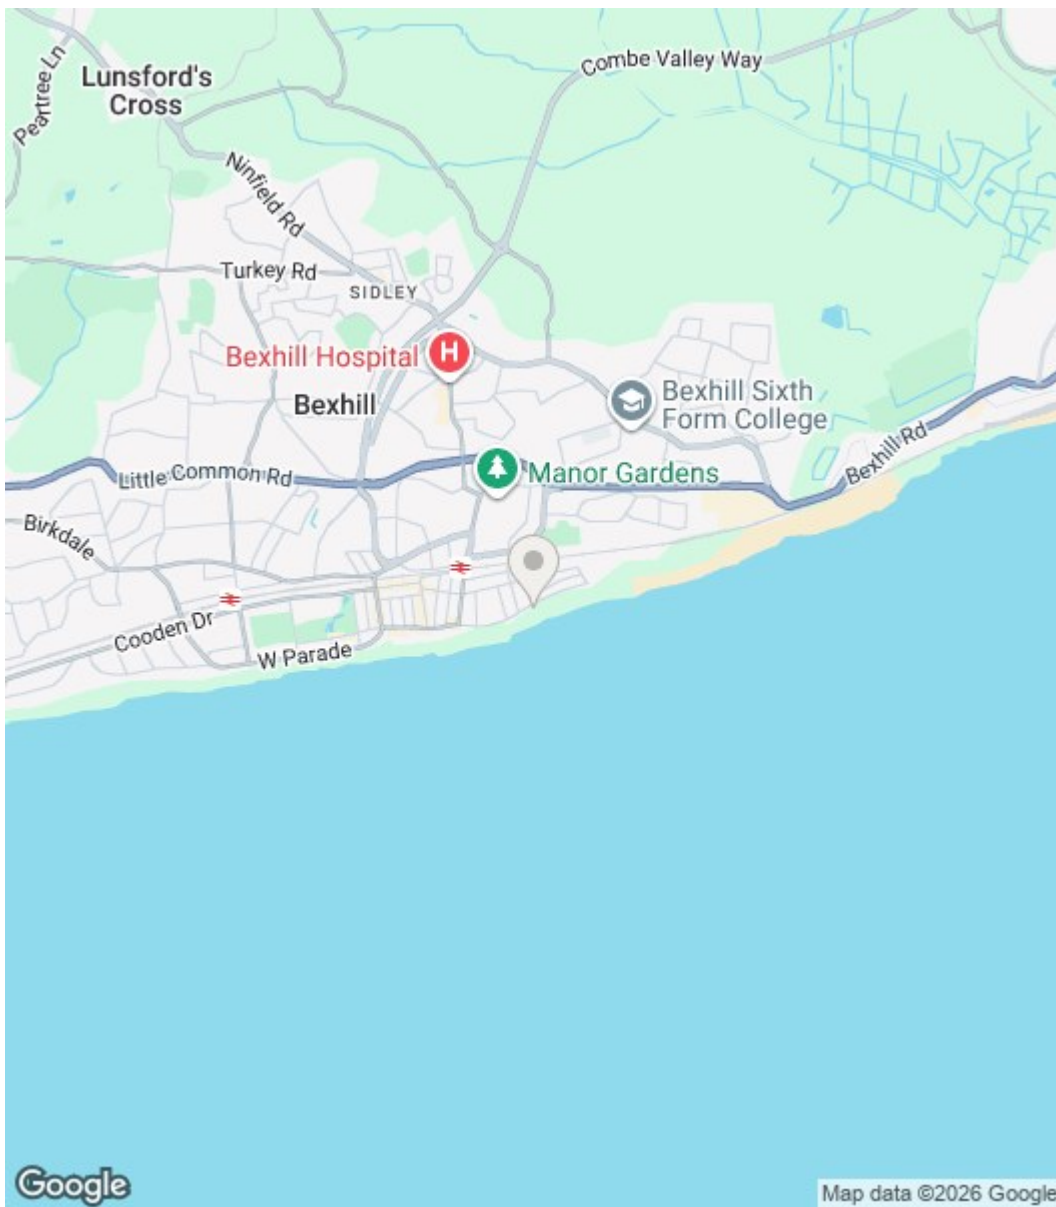 Combe Valley Way
Peartree Ln
Lunsford's
Cross
Ninfield Rd
Turkey Rd
SIDLEY
Bexhill Hospital
H
Bexhill
Bexhill Sixth
Form College
Bexhill Rd
Little Common Rd
Manor Gardens
Birkdale
Cooden Dr
W Parade
Google
Map data ©2026 Google